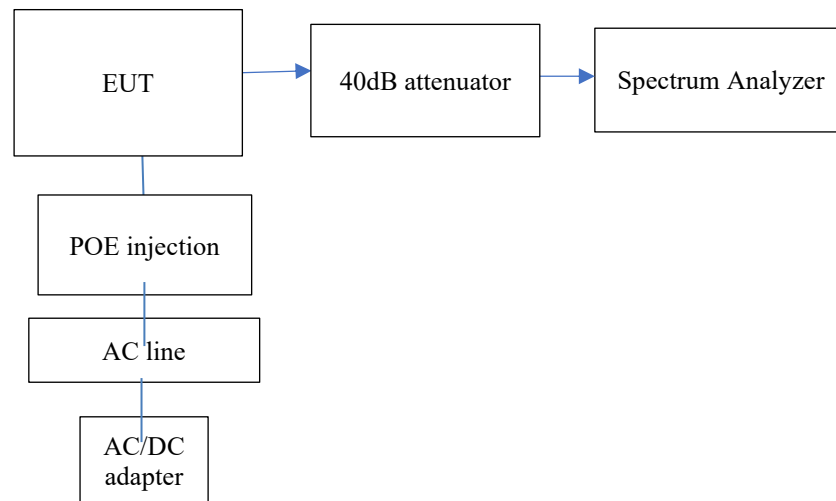 EUT
40dB attenuator
Spectrum Analyzer
POE injection
AC line
AC/DC
adapter